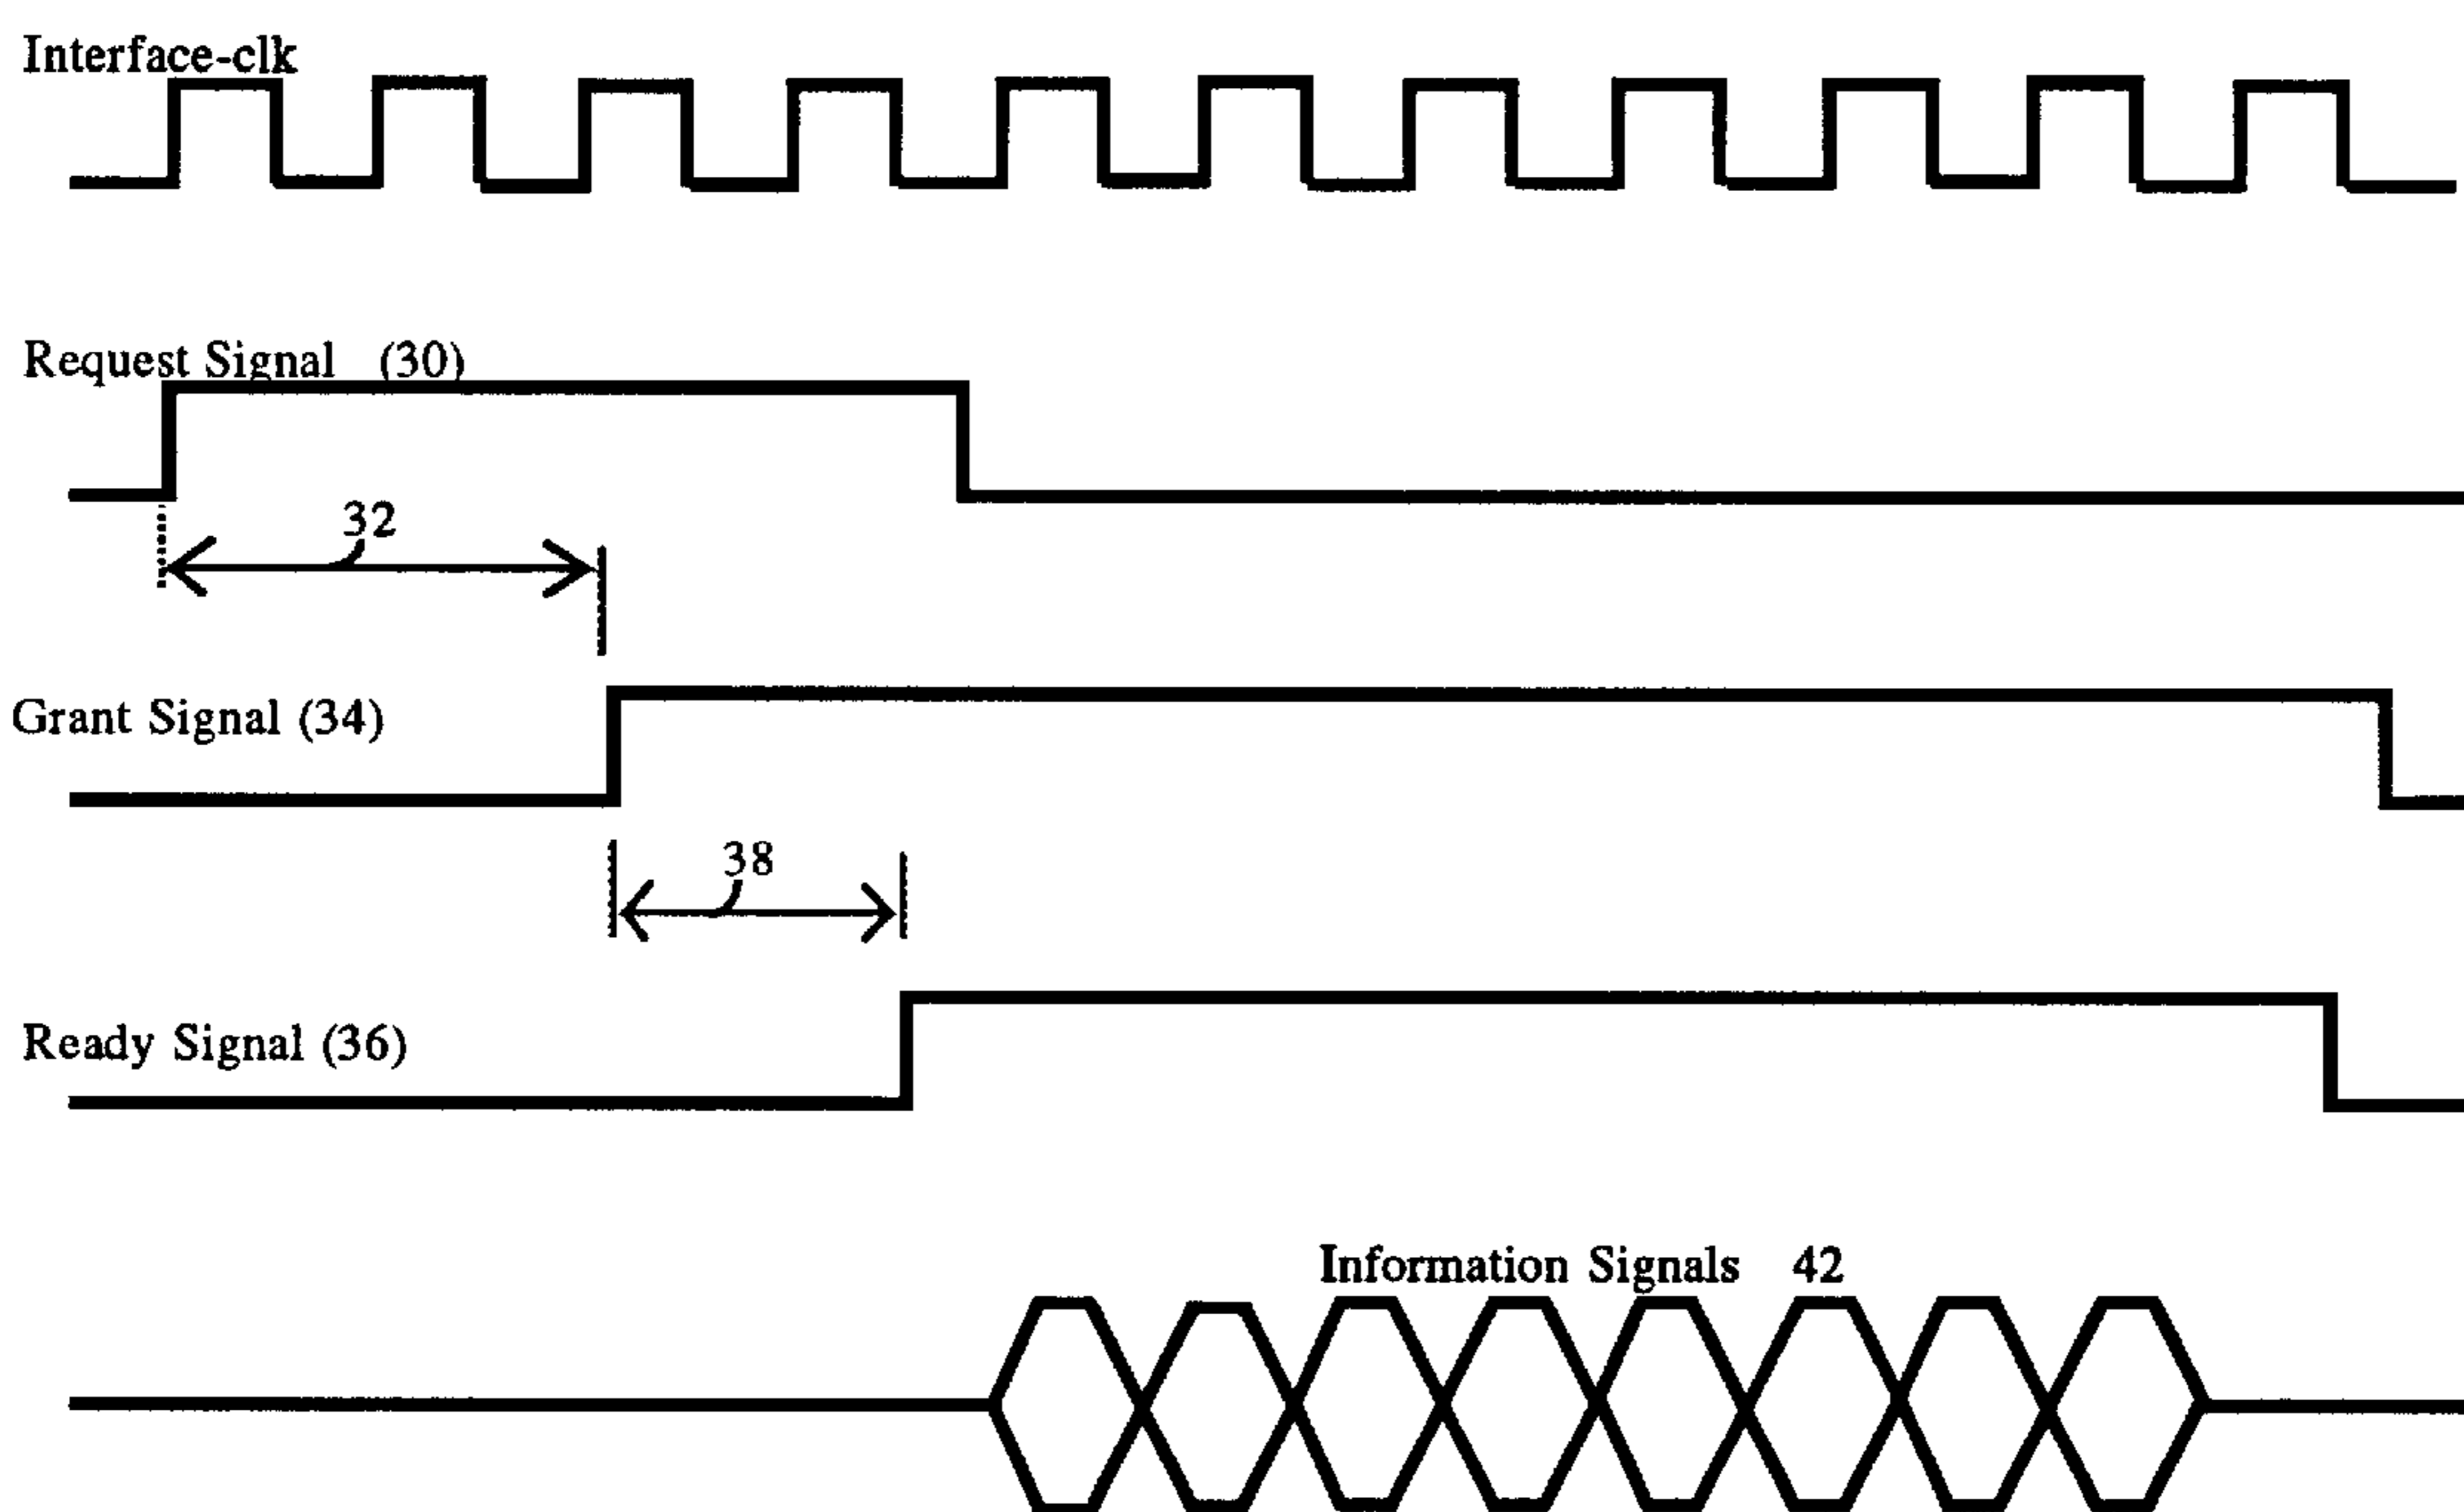 Interface-clk
Request Signal (30)
32
Grant Signal (34)
38
Ready Signal (36)
Information Signals 42